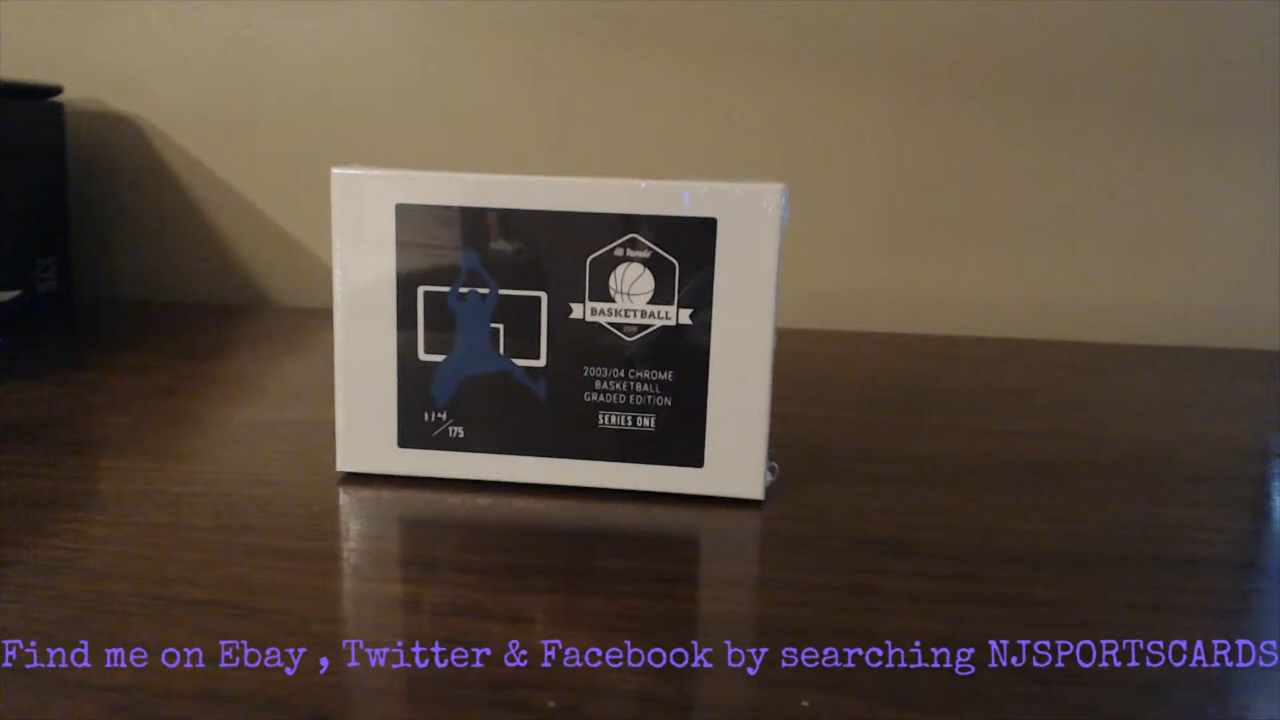 BASKETBALL
2003/04 CHROME
BASKETBALL
GRADED EDITION
SERIES ONE
114/175
Find me on Ebay , Twitter & Facebook by searching NJSPORTSCARDS